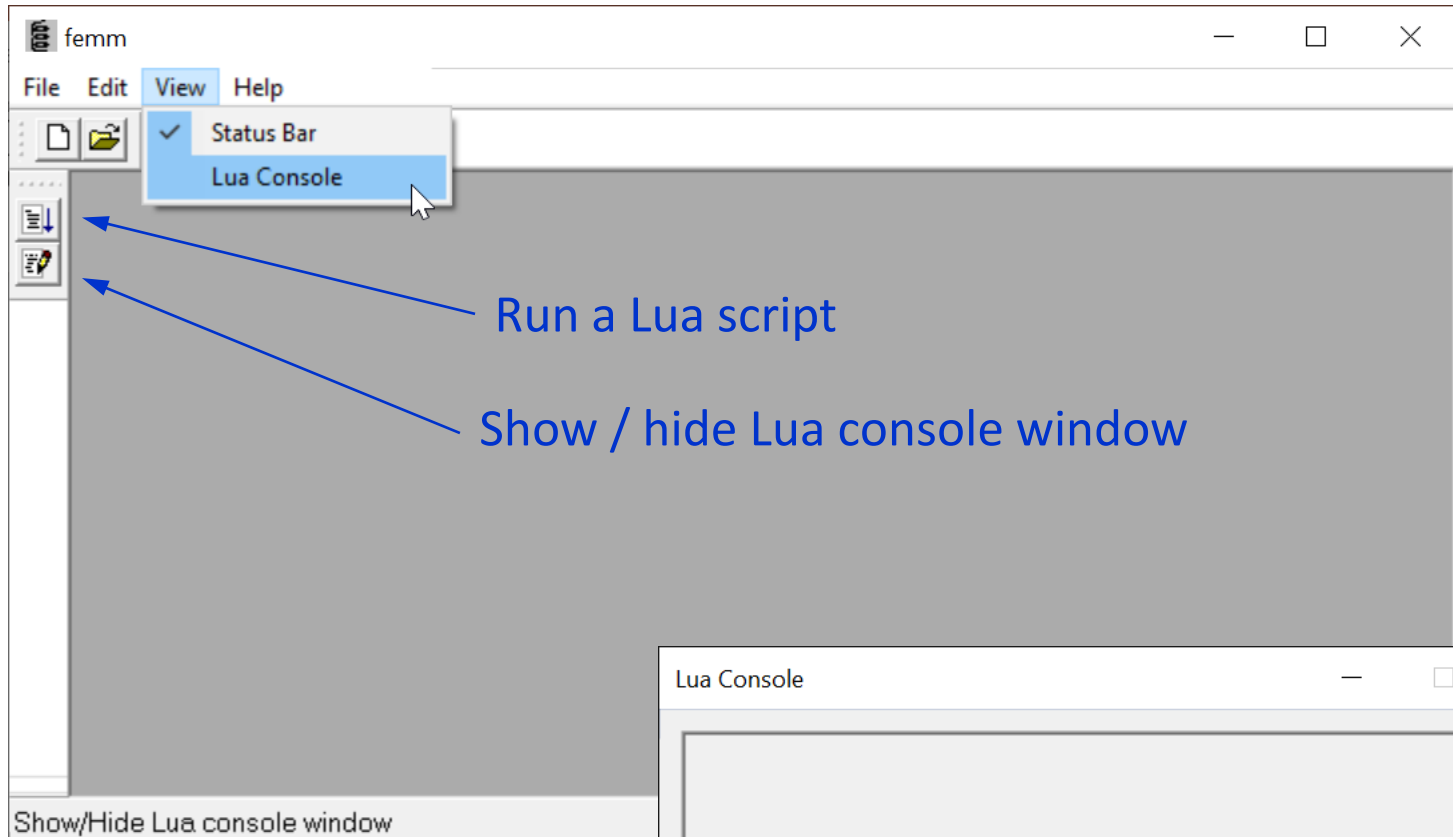 femm
File Edit View Help
Status Bar
Lua Console
Run a Lua script
Show / hide Lua console window
Lua Console
Show/Hide Lua console window